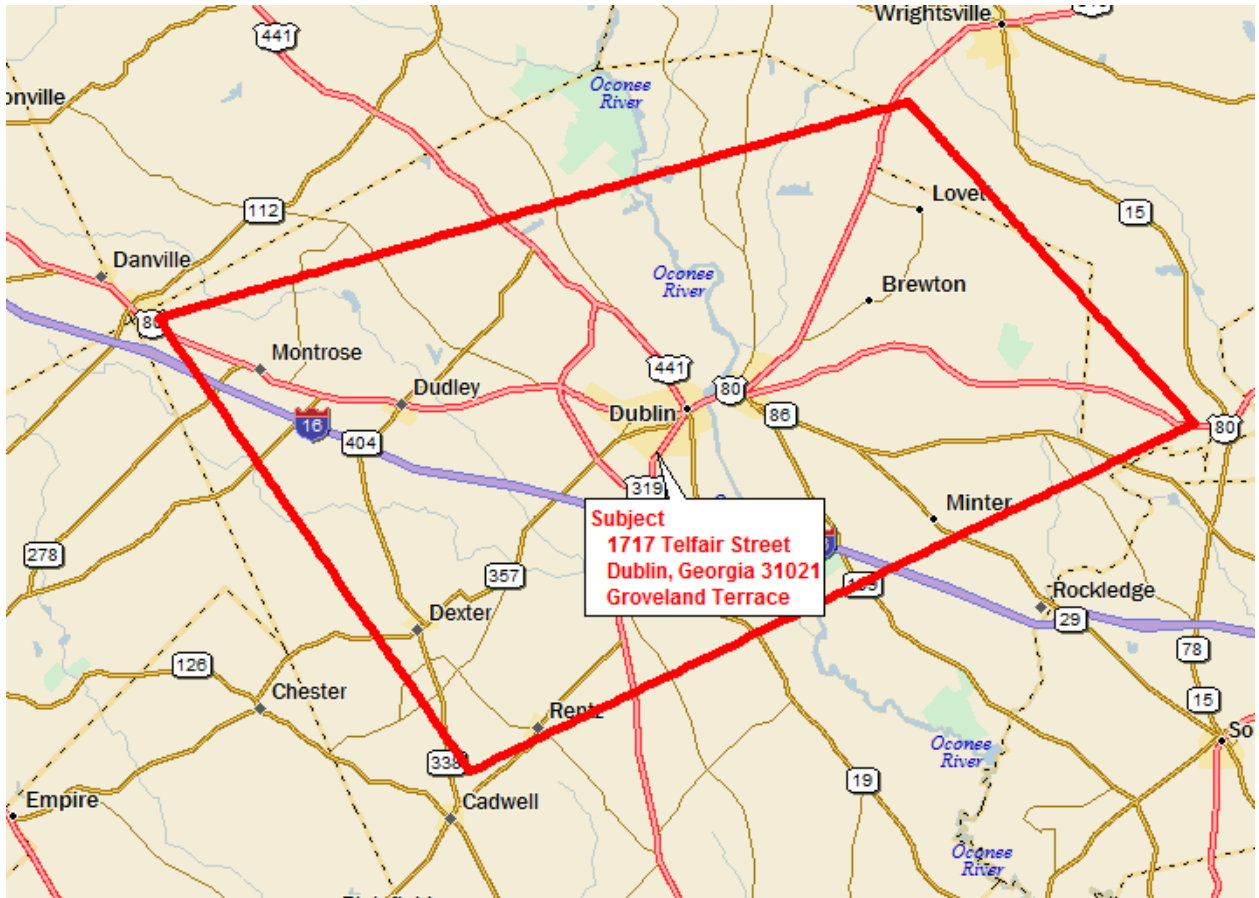 Wrightsville
441
Oconee
River
onville
Lovett
112
15
Danville
Oconee
River
Brewton
80
Montrose
441
Dudley
80
Dublin
86
80
16
404
319
Minter
Subject
1717 Telfair Street
Dublin, Georgia 31021
Groveland Terrace
278
357
199
Rockledge
29
Dexter
78
126
Chester
15
Rentz
So
338
Oconee
River
19
Empire
Cadwell
Oconee
River